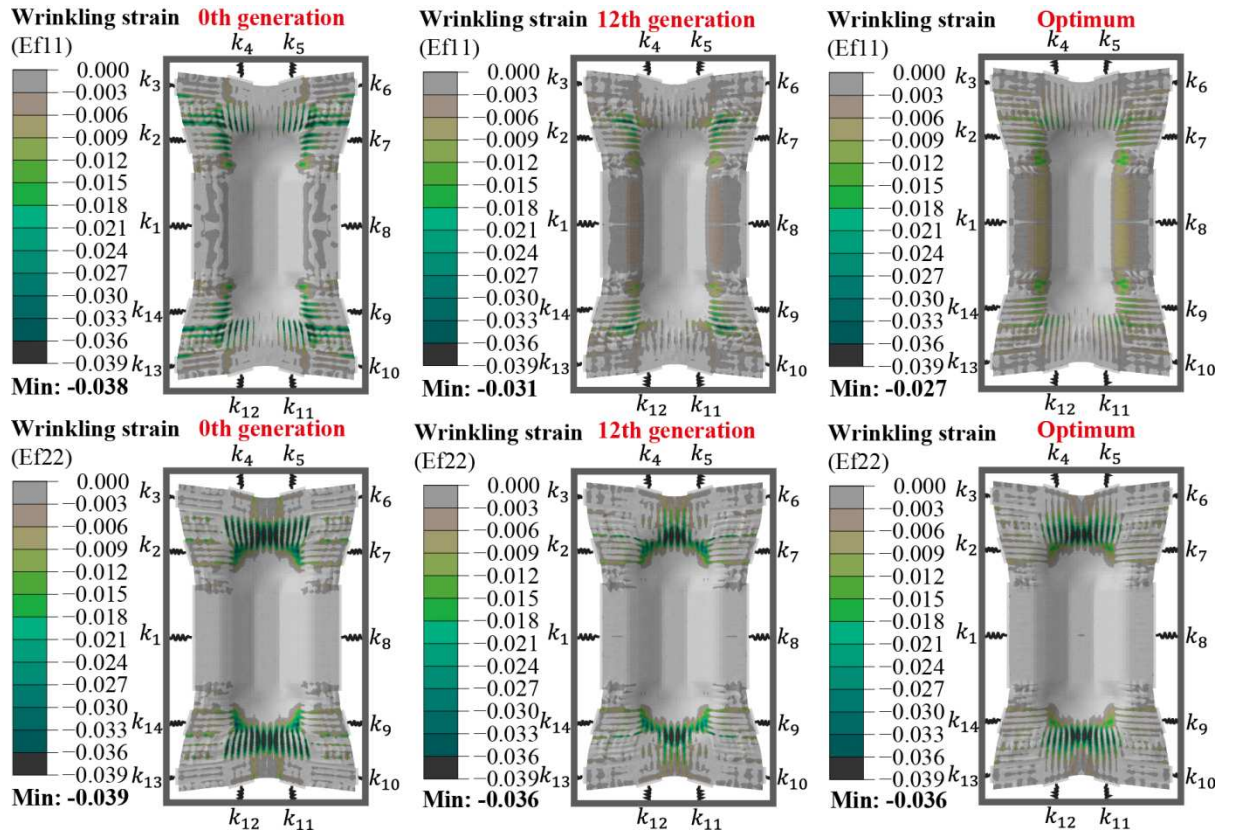 Wrinkling strain 0th generation
(Ef11)
k4 k5
0.000
−0.003
−0.006
−0.009
−0.012
−0.015
−0.018
−0.021
−0.024
−0.027
−0.030
−0.033
−0.036
−0.039
Min: -0.038
k3 k6
k2 k7
k1 k8
k14 k9
k13 k10
k12 k11
Wrinkling strain 12th generation
(Ef11)
k4 k5
0.000
−0.003
−0.006
−0.009
−0.012
−0.015
−0.018
−0.021
−0.024
−0.027
−0.030
−0.033
−0.036
−0.039
Min: -0.031
k3 k6
k2 k7
k1 k8
k14 k9
k13 k10
k12 k11
Wrinkling strain Optimum
(Ef11)
k4 k5
0.000
−0.003
−0.006
−0.009
−0.012
−0.015
−0.018
−0.021
−0.024
−0.027
−0.030
−0.033
−0.036
−0.039
Min: -0.027
k3 k6
k2 k7
k1 k8
k14 k9
k13 k10
k12 k11
Wrinkling strain 0th generation
(Ef22)
k4 k5
0.000
−0.003
−0.006
−0.009
−0.012
−0.015
−0.018
−0.021
−0.024
−0.027
−0.030
−0.033
−0.036
−0.039
Min: -0.039
k3 k6
k2 k7
k1 k8
k14 k9
k13 k10
k12 k11
Wrinkling strain 12th generation
(Ef22)
k4 k5
0.000
−0.003
−0.006
−0.009
−0.012
−0.015
−0.018
−0.021
−0.024
−0.027
−0.030
−0.033
−0.036
−0.039
Min: -0.036
k3 k6
k2 k7
k1 k8
k14 k9
k13 k10
k12 k11
Wrinkling strain Optimum
(Ef22)
k4 k5
0.000
−0.003
−0.006
−0.009
−0.012
−0.015
−0.018
−0.021
−0.024
−0.027
−0.030
−0.033
−0.036
−0.039
Min: -0.036
k3 k6
k2 k7
k1 k8
k14 k9
k13 k10
k12 k11